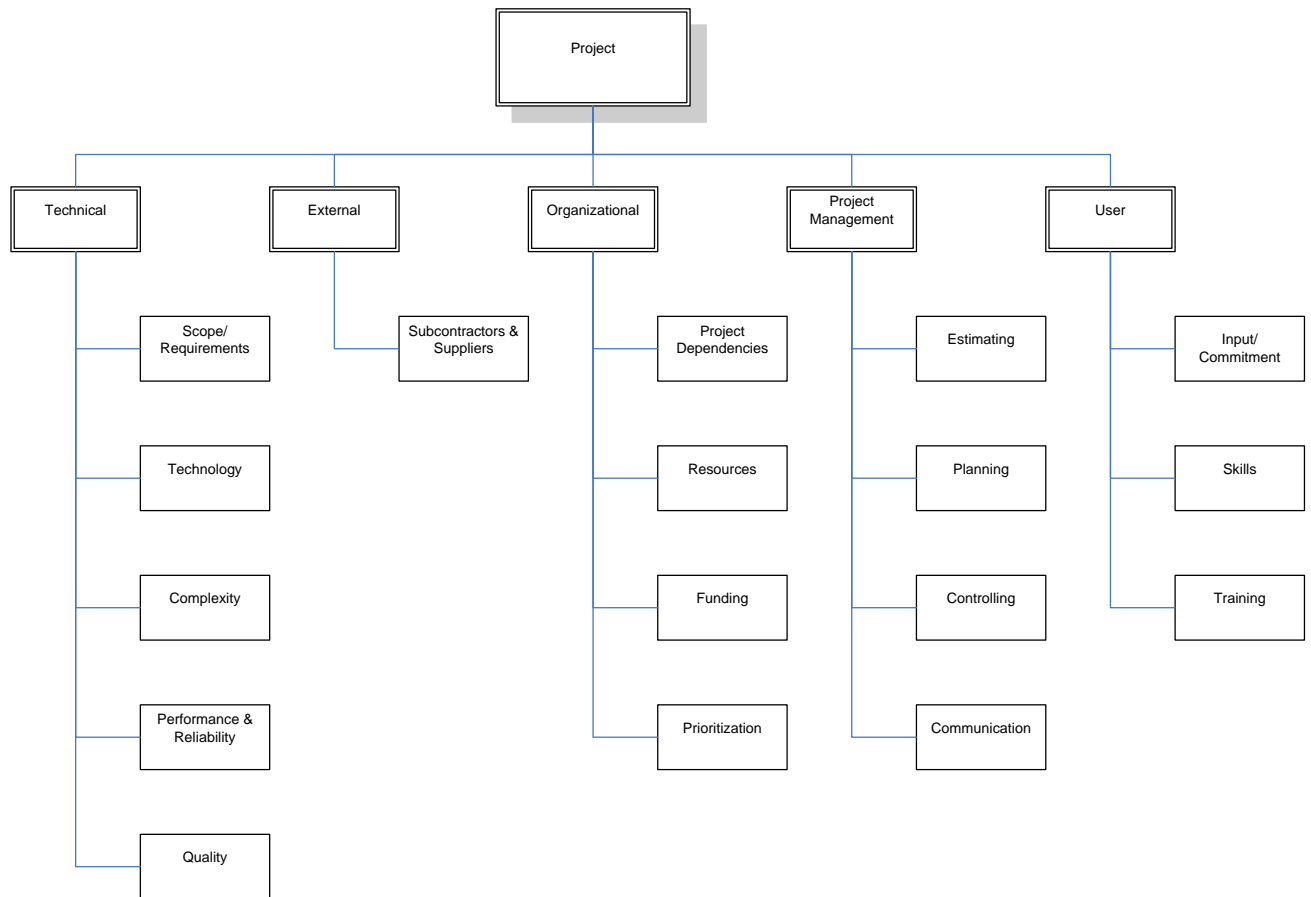 Project
Technical
External
Organizational
Project
Management
User
Scope/
Requirements
Subcontractors &
Suppliers
Project
Dependencies
Estimating
Input/
Commitment
Technology
Resources
Planning
Skills
Complexity
Funding
Controlling
Training
Performance &
Reliability
Prioritization
Communication
Quality